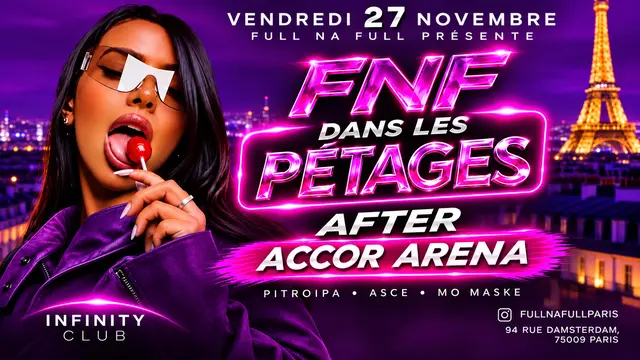 VENDREDI 27 NOVEMBRE
FULL NA FULL PRÉSENTE
FNF
DANS LES
PÉTAGES
AFTER
ACCOR ARENA
PITROIPA • ASCE • MO MASKE
INFINITY
CLUB
FULLNAFULLPARIS
94 RUE DAMSTERDAM,
75009 PARIS